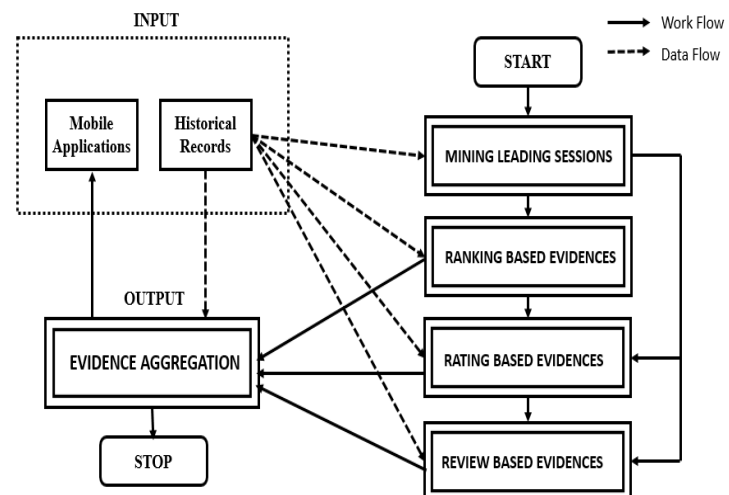 INPUT
Work Flow
Data Flow
START
Mobile
Applications
Historical
Records
MINING LEADING SESSIONS
RANKING BASED EVIDENCES
OUTPUT
EVIDENCE AGGREGATION
RATING BASED EVIDENCES
STOP
REVIEW BASED EVIDENCES